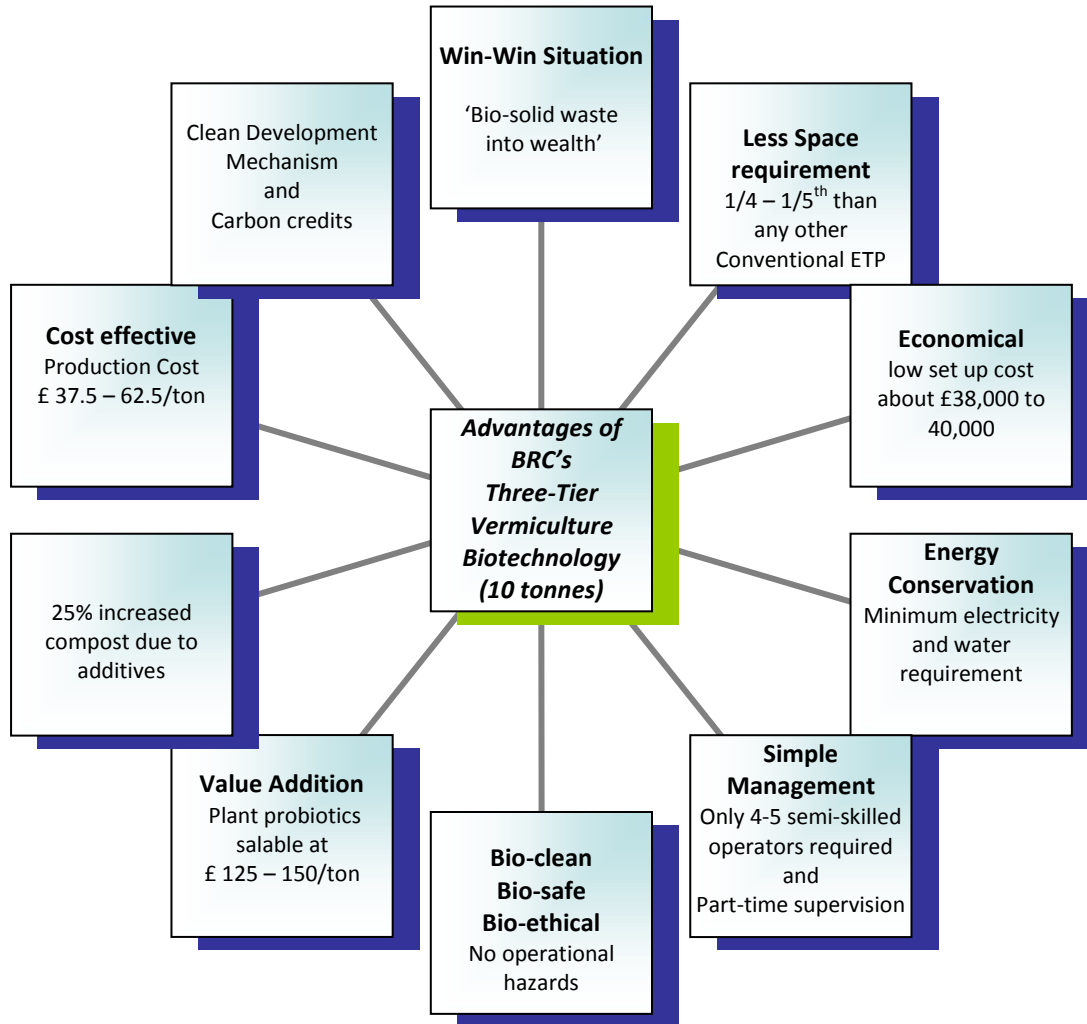 Win-Win Situation
‘Bio-solid waste
into wealth’
Clean Development
Mechanism
and
Carbon credits
Less Space
requirement
1/4 – 1/5th than
any other
Conventional ETP
Cost effective
Production Cost
£ 37.5 – 62.5/ton
Economical
low set up cost
about £38,000 to
40,000
Advantages of
BRC’s
Three-Tier
Vermiculture
Biotechnology
(10 tonnes)
25% increased
compost due to
additives
Energy
Conservation
Minimum electricity
and water
requirement
Value Addition
Plant probiotics
salable at
£ 125 – 150/ton
Simple
Management
Only 4-5 semi-skilled
operators required
and
Part-time supervision
Bio-clean
Bio-safe
Bio-ethical
No operational
hazards